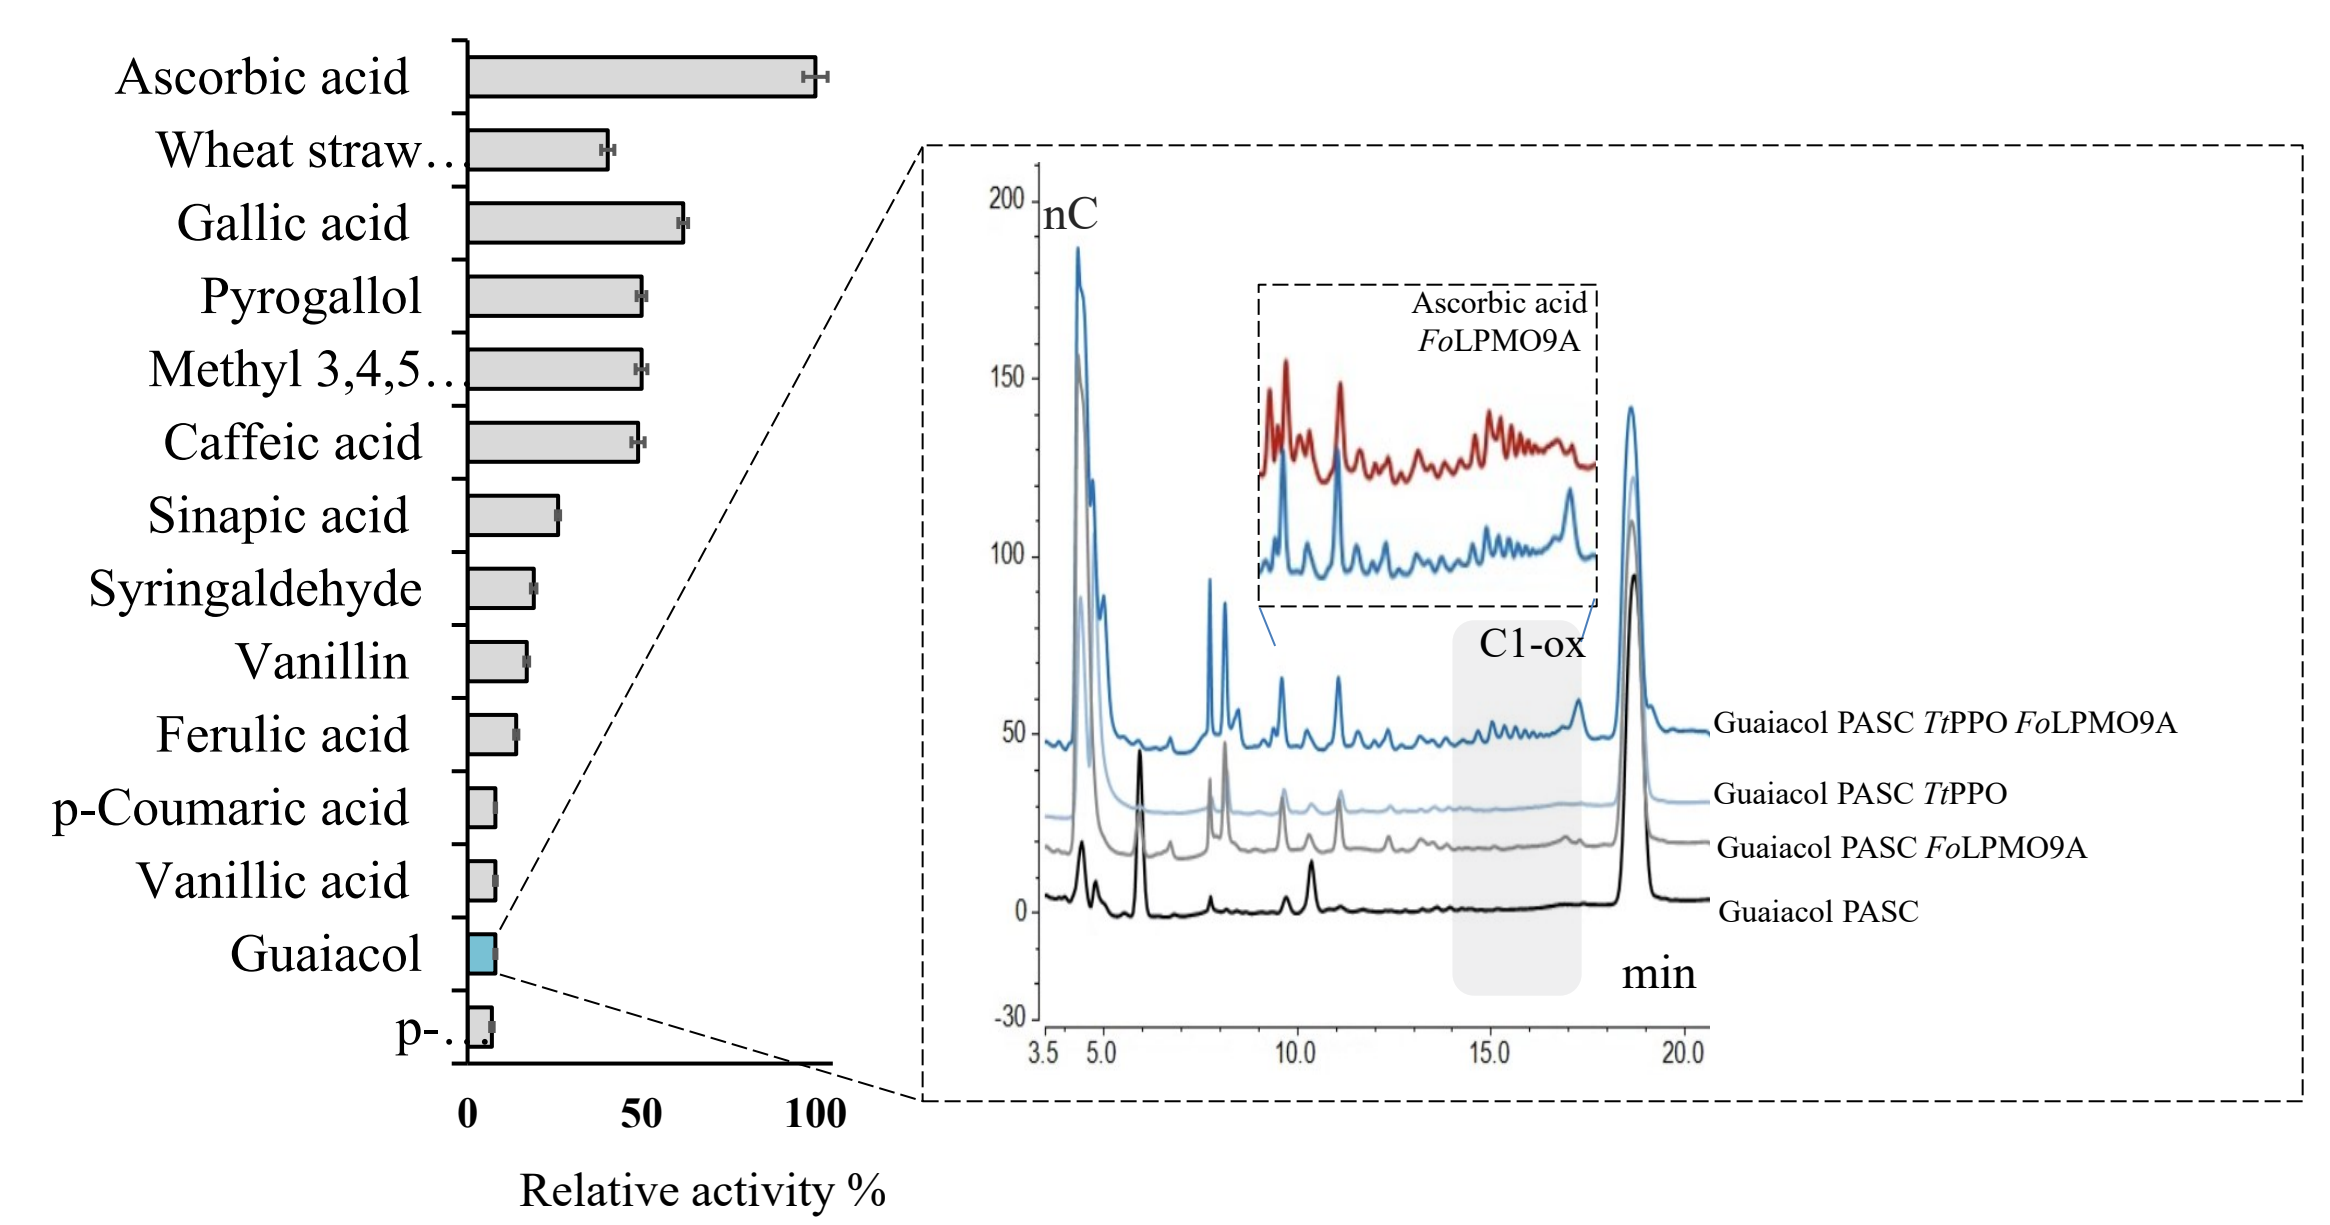 Ascorbic acid
Wheat straw…
Gallic acid
Pyrogallol
Methyl 3,4,5…
Caffeic acid
Sinapic acid
Syringaldehyde
Vanillin
Ferulic acid
p-Coumaric acid
Vanillic acid
Guaiacol
p-…
0 50 100
Relative activity %
nC
200
150
100
50
0
-30
3.5 5.0 10.0 15.0 20.0
min
Ascorbic acid
FoLPMO9A
C1-ox
Guaiacol PASC TtPPO FoLPMO9A
Guaiacol PASC TtPPO
Guaiacol PASC FoLPMO9A
Guaiacol PASC